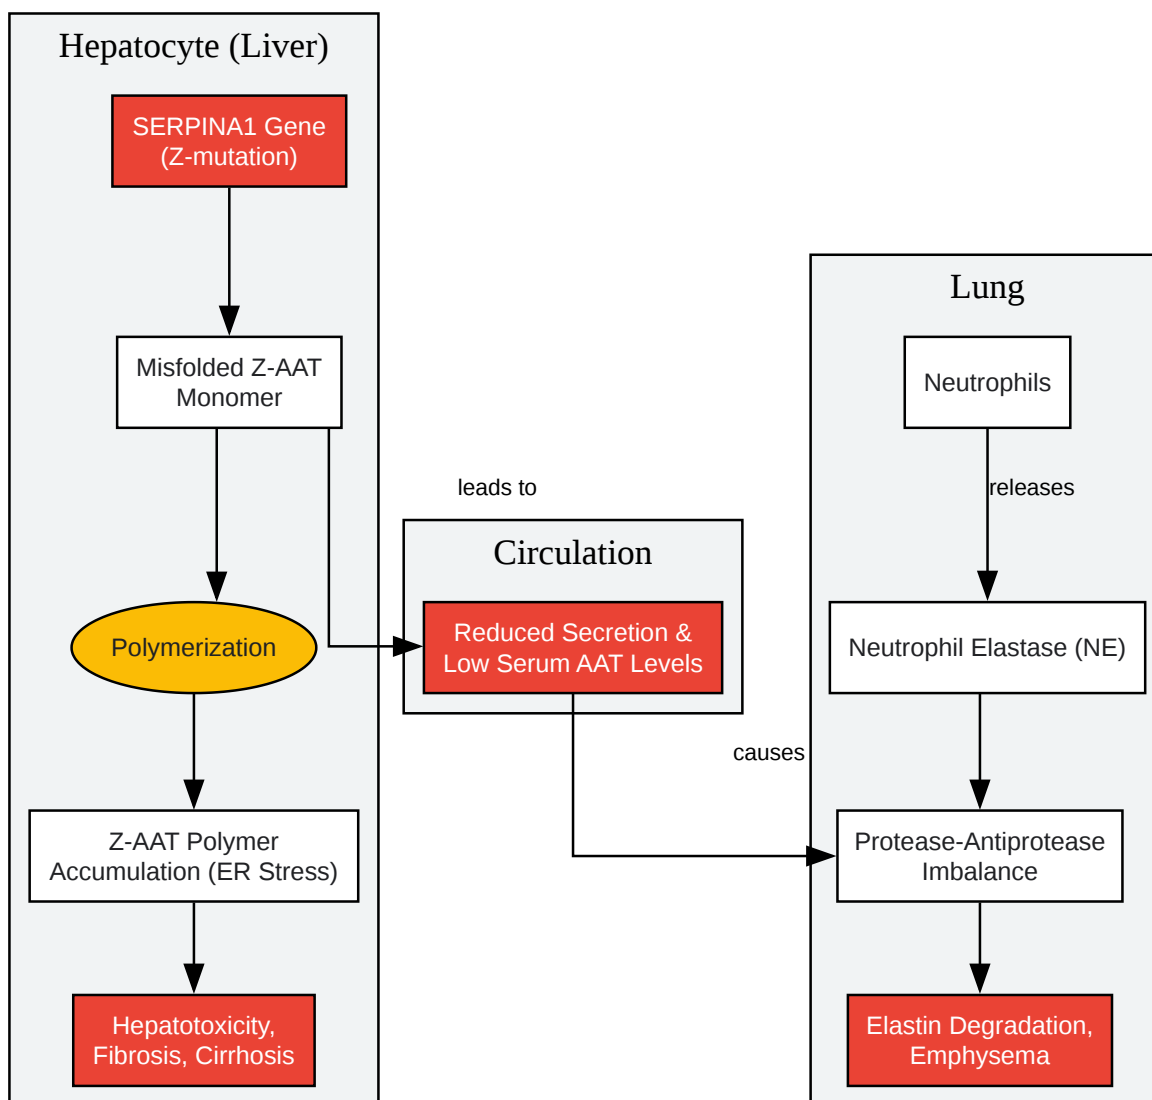 Hepatocyte (Liver)
SERPINA1 Gene
(Z-mutation)
Misfolded Z-AAT
Monomer
Polymerization
Z-AAT Polymer
Accumulation (ER Stress)
Hepatotoxicity,
Fibrosis, Cirrhosis
leads to
Circulation
Reduced Secretion &
Low Serum AAT Levels
causes
Lung
Neutrophils
releases
Neutrophil Elastase (NE)
Protease-Antiprotease
Imbalance
Elastin Degradation,
Emphysema